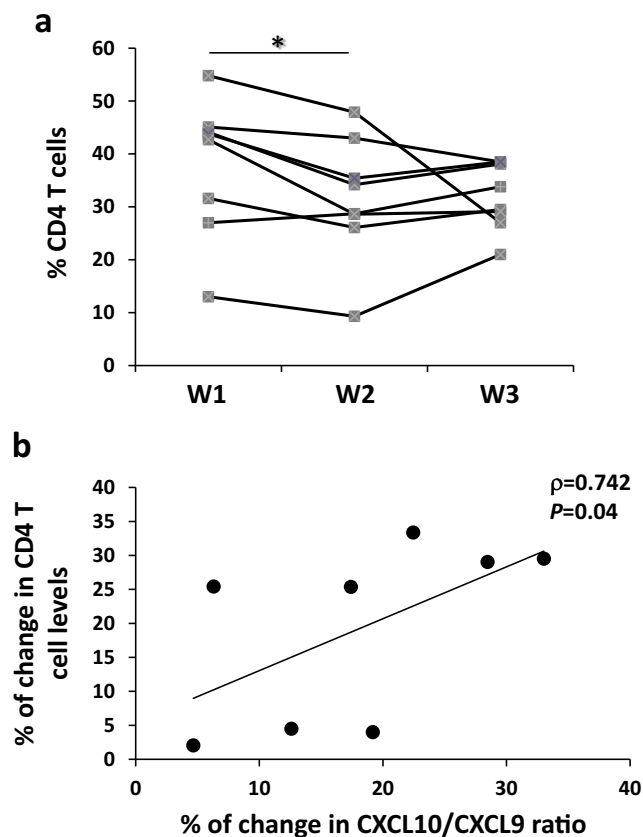 a
*
% CD4 T cells
60
50
40
30
20
10
0
W1 W2 W3
b
ρ=0.742
P=0.04
% of change in CD4 T
cell levels
40
35
30
25
20
15
10
5
0
0 10 20 30 40
% of change in CXCL10/CXCL9 ratio